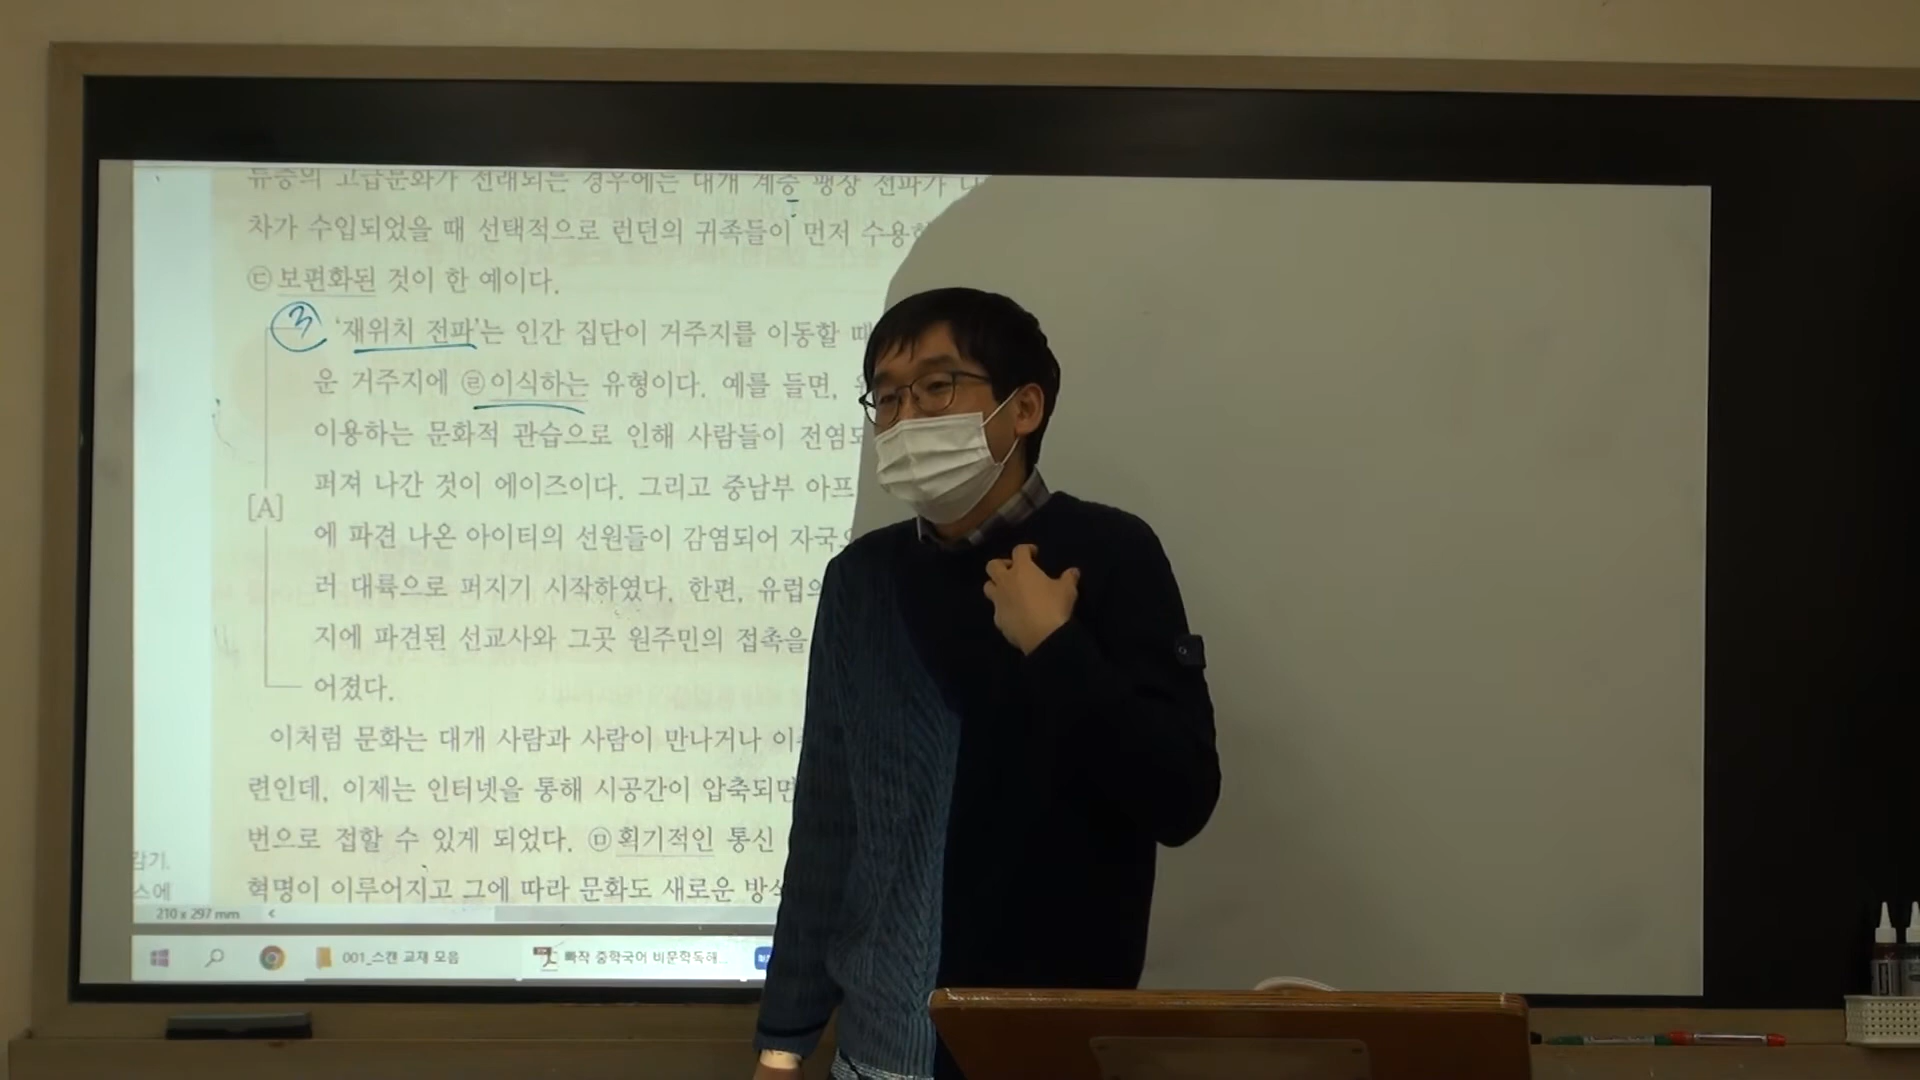 류층의 고급문화가 전래되는 경우에는 대개 계층 팽창 전파가
차가 수입되었을 때 선택적으로 런던의 귀족들이 먼저 수용
㉢보편화된 것이 한 예이다.
③ '재위치 전파'는 인간 집단이 거주지를 이동할 때
운 거주지에 ㉣이식하는 유형이다. 예를 들면,
이용하는 문화적 관습으로 인해 사람들이 전염
퍼져 나간 것이 에이즈이다. 그리고 중남부 아프
[A]
에 파견 나온 아이티의 선원들이 감염되어 자국
러 대륙으로 퍼지기 시작하였다. 한편, 유럽의
지에 파견된 선교사와 그곳 원주민의 접촉을
어졌다.
이처럼 문화는 대개 사람과 사람이 만나거나
련인데, 이제는 인터넷을 통해 시공간이 압축되면
번으로 접할 수 있게 되었다. ㉤획기적인 통신
혁명이 이루어지고 그에 따라 문화도 새로운 방식
감기.
스에
210 x 297 mm
001_스캔 교재 모음
빠작 중학국어 비문학독해...